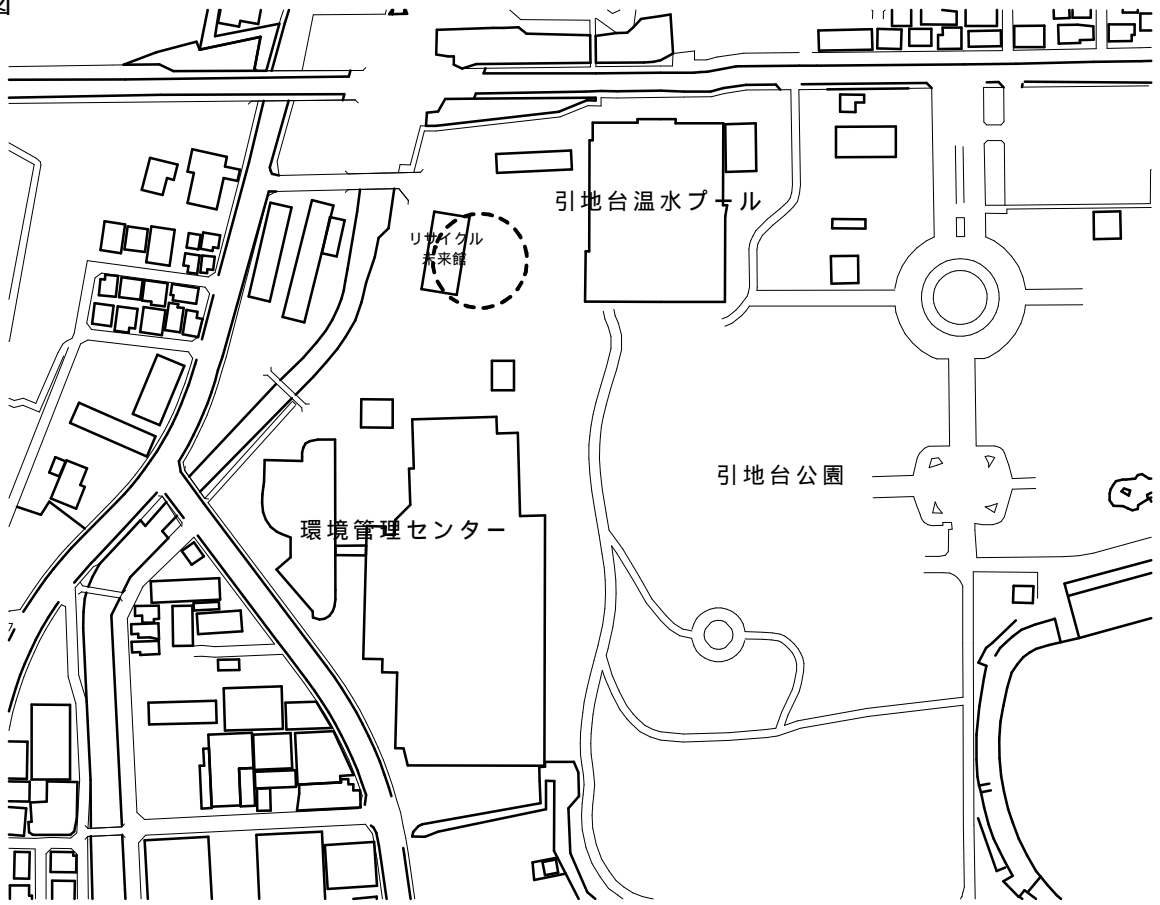 図
引地台温水プール
リサイクル
未来館
引地台公園
環境管理センター